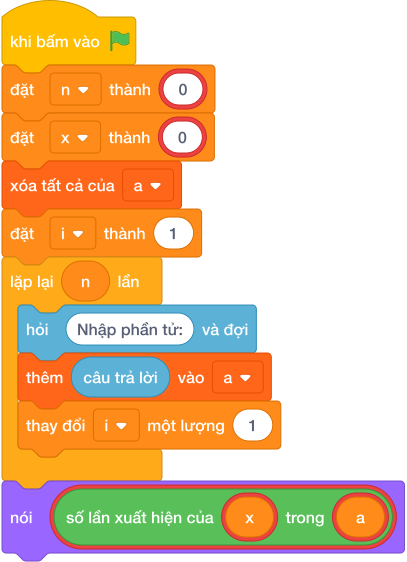 khi bấm vào
đặt n thành 0
đặt x thành 0
xóa tất cả của a
đặt i thành 1
lặp lại n lần
hỏi Nhập phần tử: và đợi
thêm câu trả lời vào a
thay đổi i một lượng 1
nói số lần xuất hiện của x trong a